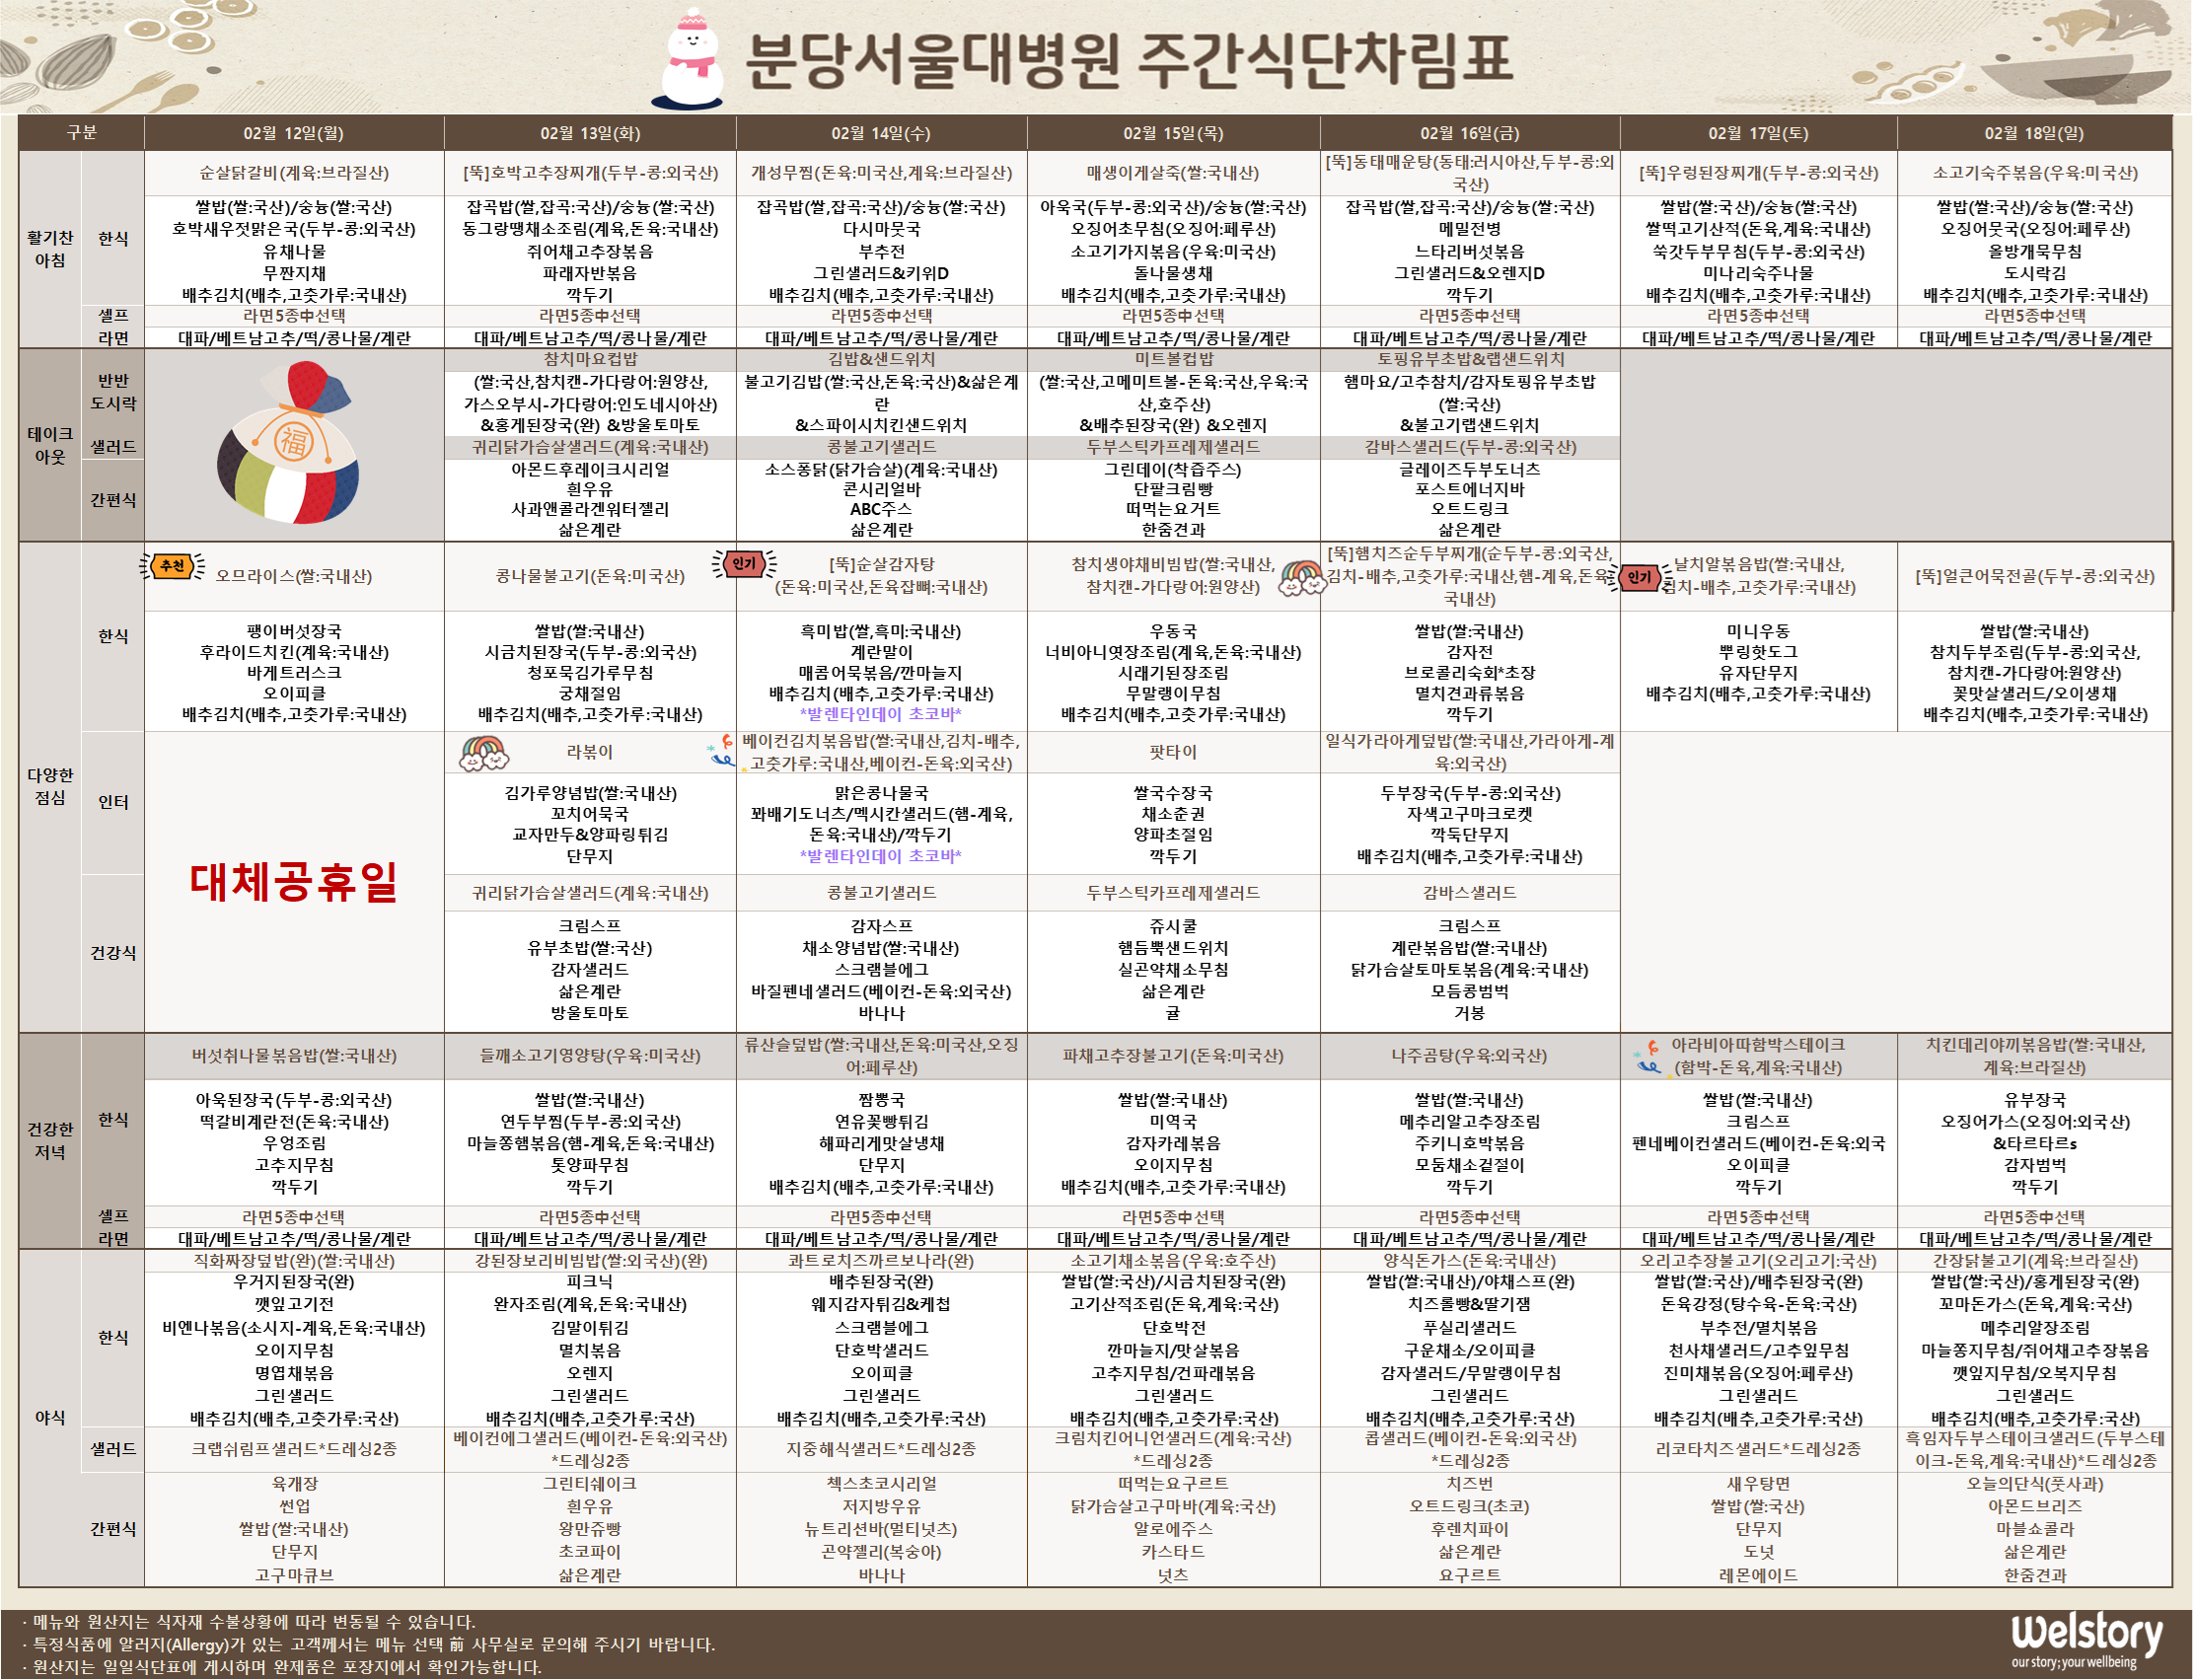 분당서울대병원 주간식단차림표
구분
02월 12일(월)
02월 13일(화)
02월 14일(수)
02월 15일(목)
02월 16일(금)
02월 17일(토)
02월 18일(일)
활기찬
아침
한식
순살닭갈비(계육:브라질산)
쌀밥(쌀:국산)/숭늉(쌀:국산)
호박새우젓맑은국(두부-콩:외국산)
유채나물
무짠지채
배추김치(배추,고춧가루:국내산)
[뚝]호박고추장찌개(두부-콩:외국산)
잡곡밥(쌀,잡곡:국산)/숭늉(쌀:국산)
동그랑땡채소조림(계육,돈육:국내산)
쥐어채고추장볶음
파래자반볶음
깍두기
개성무찜(돈육:미국산,계육:브라질산)
잡곡밥(쌀,잡곡:국산)/숭늉(쌀:국산)
다시마뭇국
부추전
그린샐러드&키위D
배추김치(배추,고춧가루:국내산)
매생이게살죽(쌀:국내산)
아욱국(두부-콩:외국산)/숭늉(쌀:국산)
오징어초무침(오징어:페루산)
소고기가지볶음(우육:미국산)
돌나물생채
배추김치(배추,고춧가루:국내산)
[뚝]동태매운탕(동태:러시아산,두부-콩:외
국산)
잡곡밥(쌀,잡곡:국산)/숭늉(쌀:국산)
메밀전병
느타리버섯볶음
그린샐러드&오렌지D
깍두기
[뚝]우렁된장찌개(두부-콩:외국산)
쌀밥(쌀:국산)/숭늉(쌀:국산)
쌀떡고기산적(돈육,계육:국내산)
쑥갓두부무침(두부-콩:외국산)
미나리숙주나물
배추김치(배추,고춧가루:국내산)
소고기숙주볶음(우육:미국산)
쌀밥(쌀:국산)/숭늉(쌀:국산)
오징어뭇국(오징어:페루산)
올방개묵무침
도시락김
배추김치(배추,고춧가루:국내산)
셀프
라면
라면5종中선택
대파/베트남고추/떡/콩나물/계란
라면5종中선택
대파/베트남고추/떡/콩나물/계란
라면5종中선택
대파/베트남고추/떡/콩나물/계란
라면5종中선택
대파/베트남고추/떡/콩나물/계란
라면5종中선택
대파/베트남고추/떡/콩나물/계란
라면5종中선택
대파/베트남고추/떡/콩나물/계란
라면5종中선택
대파/베트남고추/떡/콩나물/계란
테이크
아웃
福
반반
도시락
참치마요컵밥
(쌀:국산,참치캔-가다랑어:원양산,
가스오부시-가다랑어:인도네시아산)
&홍게된장국(완) &방울토마토
김밥&샌드위치
불고기김밥(쌀:국산,돈육:국산)&삶은계
란
&스파이시치킨샌드위치
미트볼컵밥
(쌀:국산,고메미트볼-돈육:국산,우육:국
산,호주산)
&배추된장국(완) &오렌지
토핑유부초밥&랩샌드위치
햄마요/고추참치/감자토핑유부초밥
(쌀:국산)
&불고기랩샌드위치
샐러드
귀리닭가슴살샐러드(계육:국내산)
콩불고기샐러드
두부스틱카프레제샐러드
감바스샐러드(두부-콩:외국산)
간편식
아몬드후레이크시리얼
흰우유
사과앤콜라겐워터젤리
삶은계란
소스퐁닭(닭가슴살)(계육:국내산)
콘시리얼바
ABC주스
삶은계란
그린데이(착즙주스)
단팥크림빵
떠먹는요거트
한줌견과
글레이즈두부도너츠
포스트에너지바
오트드링크
삶은계란
다양한
점심
한식
추천
오므라이스(쌀:국내산)
팽이버섯장국
후라이드치킨(계육:국내산)
바게트러스크
오이피클
배추김치(배추,고춧가루:국내산)
콩나물불고기(돈육:미국산)
쌀밥(쌀:국내산)
시금치된장국(두부-콩:외국산)
청포묵김가루무침
궁채절임
배추김치(배추,고춧가루:국내산)
인기
[뚝]순살감자탕
(돈육:미국산,돈육잡뼈:국내산)
흑미밥(쌀,흑미:국내산)
계란말이
매콤어묵볶음/깐마늘지
배추김치(배추,고춧가루:국내산)
*발렌타인데이 초코바*
참치생야채비빔밥(쌀:국내산,
참치캔-가다랑어:원양산)
우동국
너비아니엿장조림(계육,돈육:국내산)
시래기된장조림
무말랭이무침
배추김치(배추,고춧가루:국내산)
[뚝]햄치즈순두부찌개(순두부-콩:외국산,
김치-배추,고춧가루:국내산,햄-계육,돈육:
국내산)
쌀밥(쌀:국내산)
감자전
브로콜리숙회*초장
멸치견과류볶음
깍두기
인기
날치알볶음밥(쌀:국내산,
김치-배추,고춧가루:국내산)
미니우동
뿌링핫도그
유자단무지
배추김치(배추,고춧가루:국내산)
[뚝]얼큰어묵전골(두부-콩:외국산)
쌀밥(쌀:국내산)
참치두부조림(두부-콩:외국산,
참치캔-가다랑어:원양산)
꽃맛살샐러드/오이생채
배추김치(배추,고춧가루:국내산)
대체공휴일
인터
라볶이
김가루양념밥(쌀:국내산)
꼬치어묵국
교자만두&양파링튀김
단무지
베이컨김치볶음밥(쌀:국내산,김치-배추,
고춧가루:국내산,베이컨-돈육:외국산)
맑은콩나물국
꽈배기도너츠/멕시칸샐러드(햄-계육,
돈육:국내산)/깍두기
*발렌타인데이 초코바*
팟타이
쌀국수장국
채소춘권
양파초절임
깍두기
일식가라아게덮밥(쌀:국내산,가라아게-계
육:외국산)
두부장국(두부-콩:외국산)
자색고구마크로켓
깍둑단무지
배추김치(배추,고춧가루:국내산)
건강식
귀리닭가슴살샐러드(계육:국내산)
크림스프
유부초밥(쌀:국산)
감자샐러드
삶은계란
방울토마토
콩불고기샐러드
감자스프
채소양념밥(쌀:국내산)
스크램블에그
바질펜네샐러드(베이컨-돈육:외국산)
바나나
두부스틱카프레제샐러드
쥬시쿨
햄듬뿍샌드위치
실곤약채소무침
삶은계란
귤
감바스샐러드
크림스프
계란볶음밥(쌀:국내산)
닭가슴살토마토볶음(계육:국내산)
모듬콩범벅
거봉
건강한
저녁
한식
버섯취나물볶음밥(쌀:국내산)
아욱된장국(두부-콩:외국산)
떡갈비계란전(돈육:국내산)
우엉조림
고추지무침
깍두기
들깨소고기영양탕(우육:미국산)
쌀밥(쌀:국내산)
연두부찜(두부-콩:외국산)
마늘쫑햄볶음(햄-계육,돈육:국내산)
톳양파무침
깍두기
류산슬덮밥(쌀:국내산,돈육:미국산,오징
어:페루산)
짬뽕국
연유꽃빵튀김
해파리게맛살냉채
단무지
배추김치(배추,고춧가루:국내산)
파채고추장불고기(돈육:미국산)
쌀밥(쌀:국내산)
미역국
감자카레볶음
오이지무침
배추김치(배추,고춧가루:국내산)
나주곰탕(우육:외국산)
쌀밥(쌀:국내산)
메추리알고추장조림
주키니호박볶음
모둠채소겉절이
깍두기
아라비아따함박스테이크
(함박-돈육,계육:국내산)
쌀밥(쌀:국내산)
크림스프
펜네베이컨샐러드(베이컨-돈육:외국
오이피클
깍두기
치킨데리야끼볶음밥(쌀:국내산,
계육:브라질산)
유부장국
오징어가스(오징어:외국산)
&타르타르s
감자범벅
깍두기
셀프
라면
라면5종中선택
대파/베트남고추/떡/콩나물/계란
라면5종中선택
대파/베트남고추/떡/콩나물/계란
라면5종中선택
대파/베트남고추/떡/콩나물/계란
라면5종中선택
대파/베트남고추/떡/콩나물/계란
라면5종中선택
대파/베트남고추/떡/콩나물/계란
라면5종中선택
대파/베트남고추/떡/콩나물/계란
라면5종中선택
대파/베트남고추/떡/콩나물/계란
야식
한식
직화짜장덮밥(완)(쌀:국내산)
우거지된장국(완)
깻잎고기전
비엔나볶음(소시지-계육,돈육:국내산)
오이지무침
명엽채볶음
그린샐러드
배추김치(배추,고춧가루:국산)
강된장보리비빔밥(쌀:외국산)(완)
피크닉
완자조림(계육,돈육:국내산)
김말이튀김
멸치볶음
오렌지
그린샐러드
배추김치(배추,고춧가루:국산)
콰트로치즈까르보나라(완)
배추된장국(완)
웨지감자튀김&케첩
스크램블에그
단호박샐러드
오이피클
그린샐러드
배추김치(배추,고춧가루:국산)
소고기채소볶음(우육:호주산)
쌀밥(쌀:국산)/시금치된장국(완)
고기산적조림(돈육,계육:국산)
단호박전
깐마늘지/맛살볶음
고추지무침/건파래볶음
그린샐러드
배추김치(배추,고춧가루:국산)
양식돈가스(돈육:국내산)
쌀밥(쌀:국내산)/야채스프(완)
치즈롤빵&딸기잼
푸실리샐러드
구운채소/오이피클
감자샐러드/무말랭이무침
그린샐러드
배추김치(배추,고춧가루:국산)
오리고추장불고기(오리고기:국산)
쌀밥(쌀:국산)/배추된장국(완)
돈육강정(탕수육-돈육:국산)
부추전/멸치볶음
천사채샐러드/고추잎무침
진미채볶음(오징어:페루산)
그린샐러드
배추김치(배추,고춧가루:국산)
간장닭불고기(계육:브라질산)
쌀밥(쌀:국산)/홍게된장국(완)
꼬마돈가스(돈육,계육:국산)
메추리알장조림
마늘쫑지무침/쥐어채고추장볶음
깻잎지무침/오복지무침
그린샐러드
배추김치(배추,고춧가루:국산)
샐러드
크랩쉬림프샐러드*드레싱2종
베이컨에그샐러드(베이컨-돈육:외국산)
*드레싱2종
지중해식샐러드*드레싱2종
크림치킨어니언샐러드(계육:국산)
*드레싱2종
콥샐러드(베이컨-돈육:외국산)
*드레싱2종
리코타치즈샐러드*드레싱2종
흑임자두부스테이크샐러드(두부스테
이크-돈육,계육:국내산)*드레싱2종
간편식
육개장
썬업
쌀밥(쌀:국내산)
단무지
고구마큐브
그린티쉐이크
흰우유
왕만쥬빵
초코파이
삶은계란
첵스초코시리얼
저지방우유
뉴트리션바(멀티넛츠)
곤약젤리(복숭아)
바나나
떠먹는요구르트
닭가슴살고구마바(계육:국산)
알로에주스
카스타드
넛츠
치즈번
오트드링크(초코)
후렌치파이
삶은계란
요구르트
새우탕면
쌀밥(쌀:국산)
단무지
도넛
레몬에이드
오늘의단식(풋사과)
아몬드브리즈
마블쇼콜라
삶은계란
한줌견과
· 메뉴와 원산지는 식자재 수불상황에 따라 변동될 수 있습니다.
· 특정식품에 알러지(Allergy)가 있는 고객께서는 메뉴 선택 前 사무실로 문의해 주시기 바랍니다.
· 원산지는 일일식단표에 게시하며 완제품은 포장지에서 확인가능합니다.
welstory
our story; your wellbeing